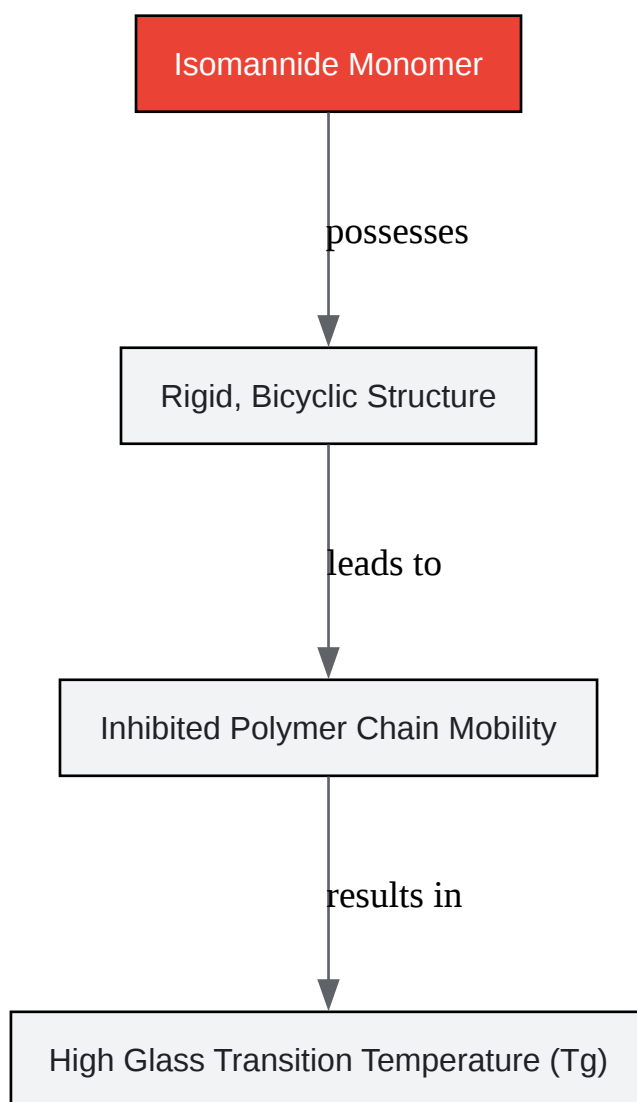 Isomannide Monomer
possesses
Rigid, Bicyclic Structure
leads to
Inhibited Polymer Chain Mobility
results in
High Glass Transition Temperature (Tg)